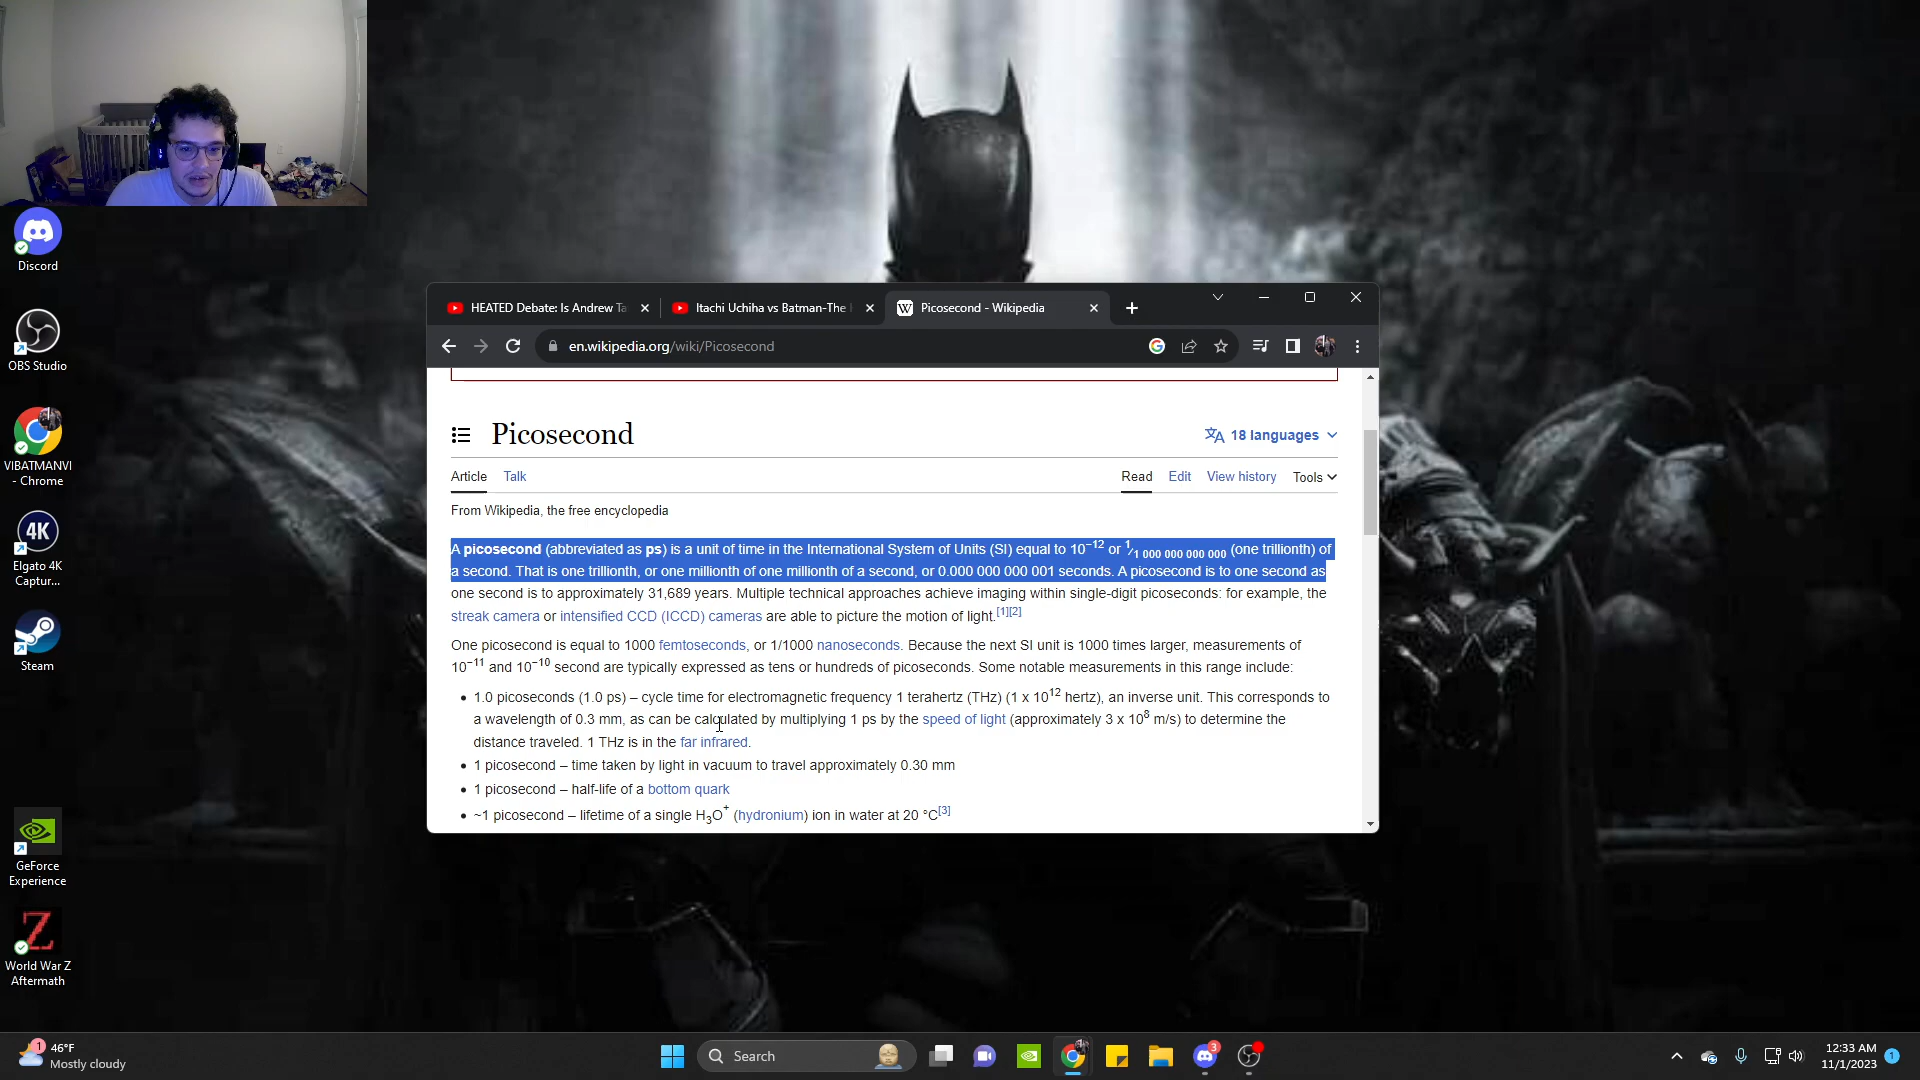 Discord
OBS Studio
VIBATMANVI
- Chrome
4K
Elgato 4K
Captur...
Steam
GeForce
Experience
Z
World War Z
Aftermath
HEATED Debate: Is Andrew Ta
Itachi Uchiha vs Batman-The
W Picosecond - Wikipedia
en.wikipedia.org/wiki/Picosecond
Picosecond
18 languages
Article Talk Read Edit View history Tools
From Wikipedia, the free encyclopedia
A picosecond (abbreviated as ps) is a unit of time in the International System of Units (SI) equal to 10⁻¹² or 1⁄1 000 000 000 000 (one trillionth) of
a second. That is one trillionth, or one millionth of one millionth of a second, or 0.000 000 000 001 seconds. A picosecond is to one second as
one second is to approximately 31,689 years. Multiple technical approaches achieve imaging within single-digit picoseconds: for example, the
streak camera or intensified CCD (ICCD) cameras are able to picture the motion of light.[1][2]
One picosecond is equal to 1000 femtoseconds, or 1/1000 nanoseconds. Because the next SI unit is 1000 times larger, measurements of
10⁻¹¹ and 10⁻¹⁰ second are typically expressed as tens or hundreds of picoseconds. Some notable measurements in this range include:
• 1.0 picoseconds (1.0 ps) – cycle time for electromagnetic frequency 1 terahertz (THz) (1 x 10¹² hertz), an inverse unit. This corresponds to
a wavelength of 0.3 mm, as can be calculated by multiplying 1 ps by the speed of light (approximately 3 x 10⁸ m/s) to determine the
distance traveled. 1 THz is in the far infrared.
• 1 picosecond – time taken by light in vacuum to travel approximately 0.30 mm
• 1 picosecond – half-life of a bottom quark
• ~1 picosecond – lifetime of a single H₃O⁺ (hydronium) ion in water at 20 °C[3]
1
46°F
Mostly cloudy
Search
3
12:33 AM
11/1/2023
1